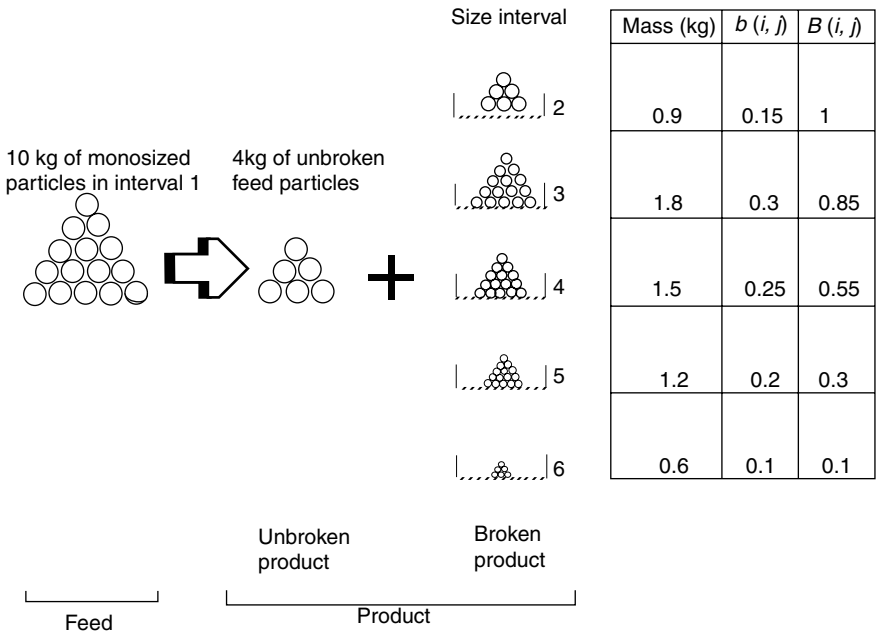 Size interval
Mass (kg) b (i, j) B (i, j)
2 0.9 0.15 1
10 kg of monosized
particles in interval 1
4kg of unbroken
feed particles
3 1.8 0.3 0.85
4 1.5 0.25 0.55
5 1.2 0.2 0.3
6 0.6 0.1 0.1
Unbroken
product
Broken
product
Feed
Product